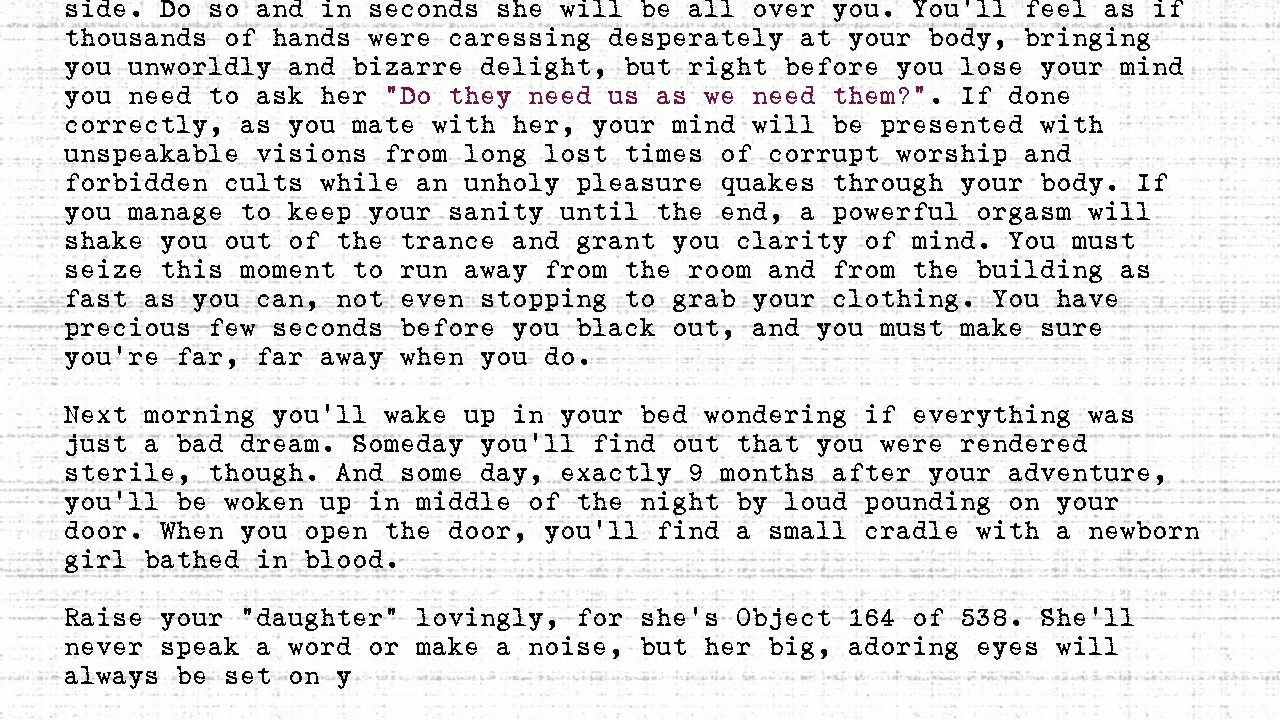 side. Do so and in seconds she will be all over you. You'll feel as if
thousands of hands were caressing desperately at your body, bringing
you unworldly and bizarre delight, but right before you lose your mind
you need to ask her "Do they need us as we need them?". If done
correctly, as you mate with her, your mind will be presented with
unspeakable visions from long lost times of corrupt worship and
forbidden cults while an unholy pleasure quakes through your body. If
you manage to keep your sanity until the end, a powerful orgasm will
shake you out of the trance and grant you clarity of mind. You must
seize this moment to run away from the room and from the building as
fast as you can, not even stopping to grab your clothing. You have
precious few seconds before you black out, and you must make sure
you're far, far away when you do.
Next morning you'll wake up in your bed wondering if everything was
just a bad dream. Someday you'll find out that you were rendered
sterile, though. And some day, exactly 9 months after your adventure,
you'll be woken up in middle of the night by loud pounding on your
door. When you open the door, you'll find a small cradle with a newborn
girl bathed in blood.
Raise your "daughter" lovingly, for she's Object 164 of 538. She'll
never speak a word or make a noise, but her big, adoring eyes will
always be set on y